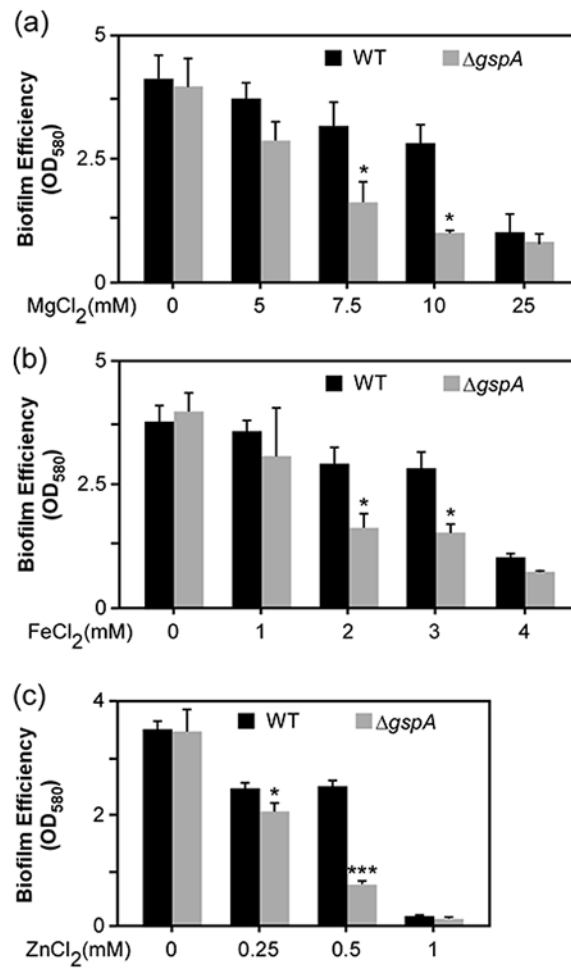 (a)
5
WT
ΔgspA
Biofilm Efficiency
(OD₅₈₀)
2.5
*
*
0
MgCl₂(mM) 0 5 7.5 10 25
(b)
5
WT
ΔgspA
Biofilm Efficiency
(OD₅₈₀)
2.5
*
*
0
FeCl₂(mM) 0 1 2 3 4
(c)
4
WT
ΔgspA
Biofilm Efficiency
(OD₅₈₀)
2
*
***
0
ZnCl₂(mM) 0 0.25 0.5 1